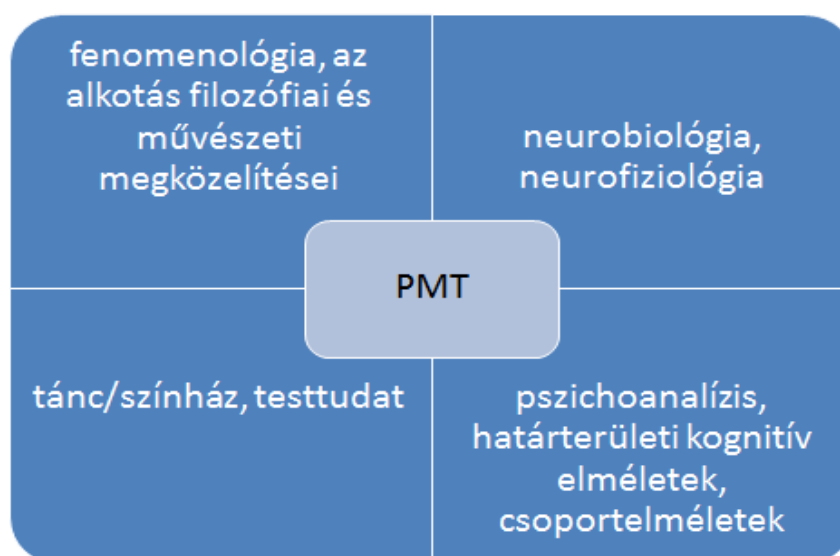 fenomenológia, az
alkotás filozófiai és
művészeti
megközelítései
neurobiológia,
neurofiziológia
PMT
tánc/színház, testtudat
pszichoanalízis,
határterületi kognitív
elméletek,
csoportelméletek